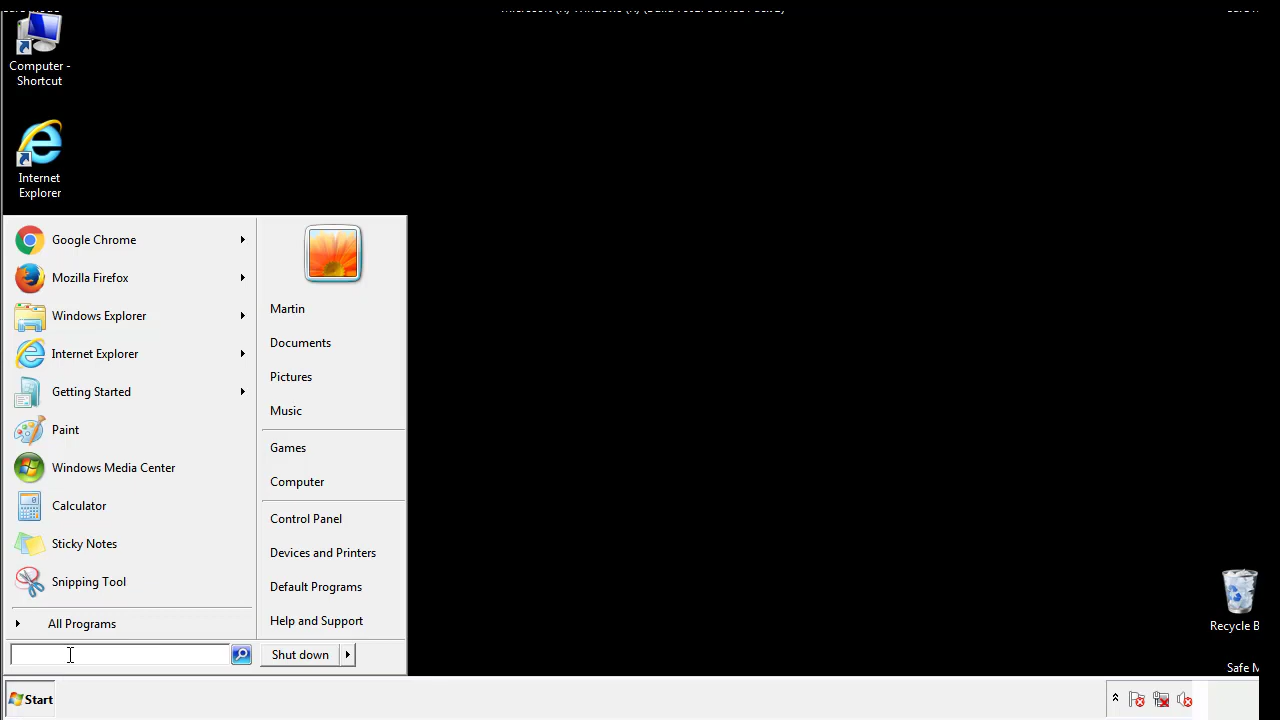 Computer -
Shortcut
Internet
Explorer
Google Chrome
Mozilla Firefox
Windows Explorer
Internet Explorer
Getting Started
Paint
Windows Media Center
Calculator
Sticky Notes
Snipping Tool
All Programs
Martin
Documents
Pictures
Music
Games
Computer
Control Panel
Devices and Printers
Default Programs
Help and Support
Shut down
Recycle B
Safe M
Start